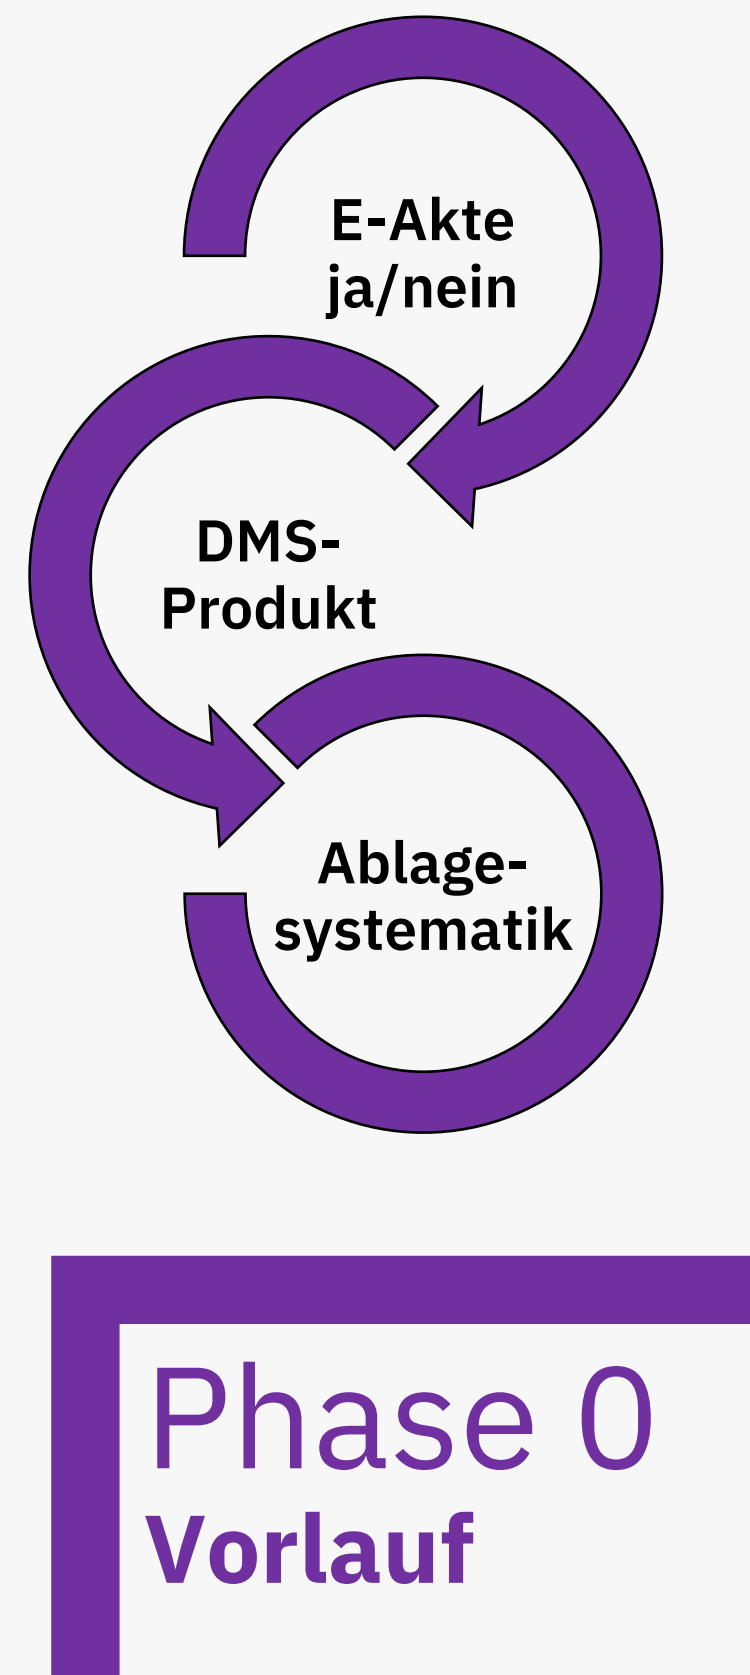 E-Akte
ja/nein
DMS-
Produkt
Ablage-
systematik
Phase 0
Vorlauf